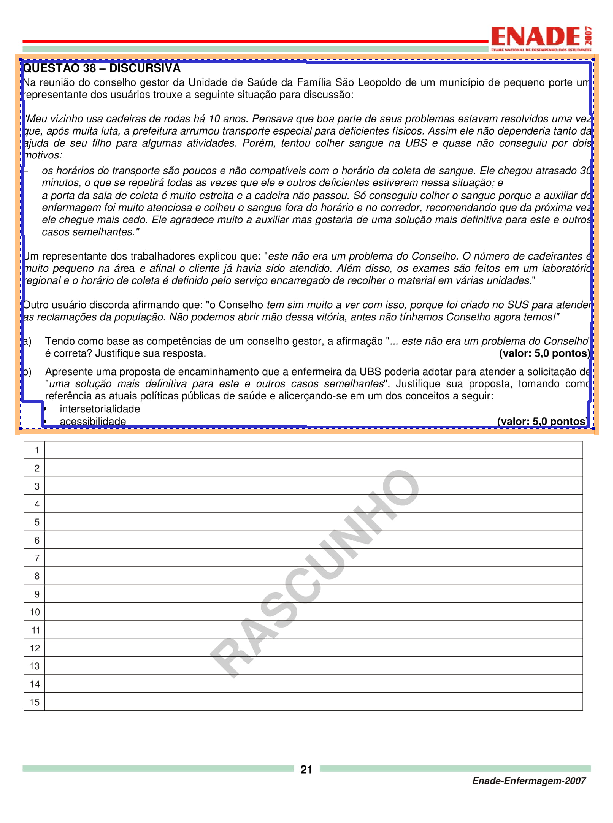 ENADE 2007
EXAME NACIONAL DE DESEMPENHO DOS ESTUDANTES
QUESTÃO 38 – DISCURSIVA
Na reunião do conselho gestor da Unidade de Saúde da Família São Leopoldo de um município de pequeno porte um
representante dos usuários trouxe a seguinte situação para discussão:
"Meu vizinho usa cadeiras de rodas há 10 anos. Pensava que boa parte de seus problemas estavam resolvidos uma vez
que, após muita luta, a prefeitura arrumou transporte especial para deficientes físicos. Assim ele não dependeria tanto da
ajuda de seu filho para algumas atividades. Porém, tentou colher sangue na UBS e quase não conseguiu por dois
motivos:
- os horários do transporte são poucos e não compatíveis com o horário da coleta de sangue. Ele chegou atrasado 30
minutos, o que se repetirá todas as vezes que ele e outros deficientes estiverem nessa situação; e
- a porta da sala de coleta é muito estreita e a cadeira não passou. Só conseguiu colher o sangue porque a auxiliar de
enfermagem foi muito atenciosa e colheu o sangue fora do horário e no corredor, recomendando que da próxima vez
ele cheque mais cedo. Ele agradece muito a auxiliar mas gostaria de uma solução mais definitiva para este e outros
casos semelhantes."
Um representante dos trabalhadores explicou que: "este não era um problema do Conselho. O número de cadeirantes é
muito pequeno na área e afinal o cliente já havia sido atendido. Além disso, os exames são feitos em um laboratório
regional e o horário de coleta é definido pelo serviço encarregado de recolher o material em várias unidades."
Outro usuário discorda afirmando que: "o Conselho tem sim muito a ver com isso, porque foi criado no SUS para atender
as reclamações da população. Não podemos abrir mão dessa vitória, antes não tínhamos Conselho agora temos!"
a) Tendo como base as competências de um conselho gestor, a afirmação "... este não era um problema do Conselho"
é correta? Justifique sua resposta. (valor: 5,0 pontos)
b) Apresente uma proposta de encaminhamento que a enfermeira da UBS poderia adotar para atender a solicitação de
"uma solução mais definitiva para este e outros casos semelhantes". Justifique sua proposta, tomando como
referência as atuais políticas públicas de saúde e alicerçando-se em um dos conceitos a seguir:
• intersetorialidade
• acessibilidade (valor: 5,0 pontos)
1
2
3
4
5
6
7
8
9
10
11
12
13
14
15
RASCUNHO
21
Enade-Enfermagem-2007